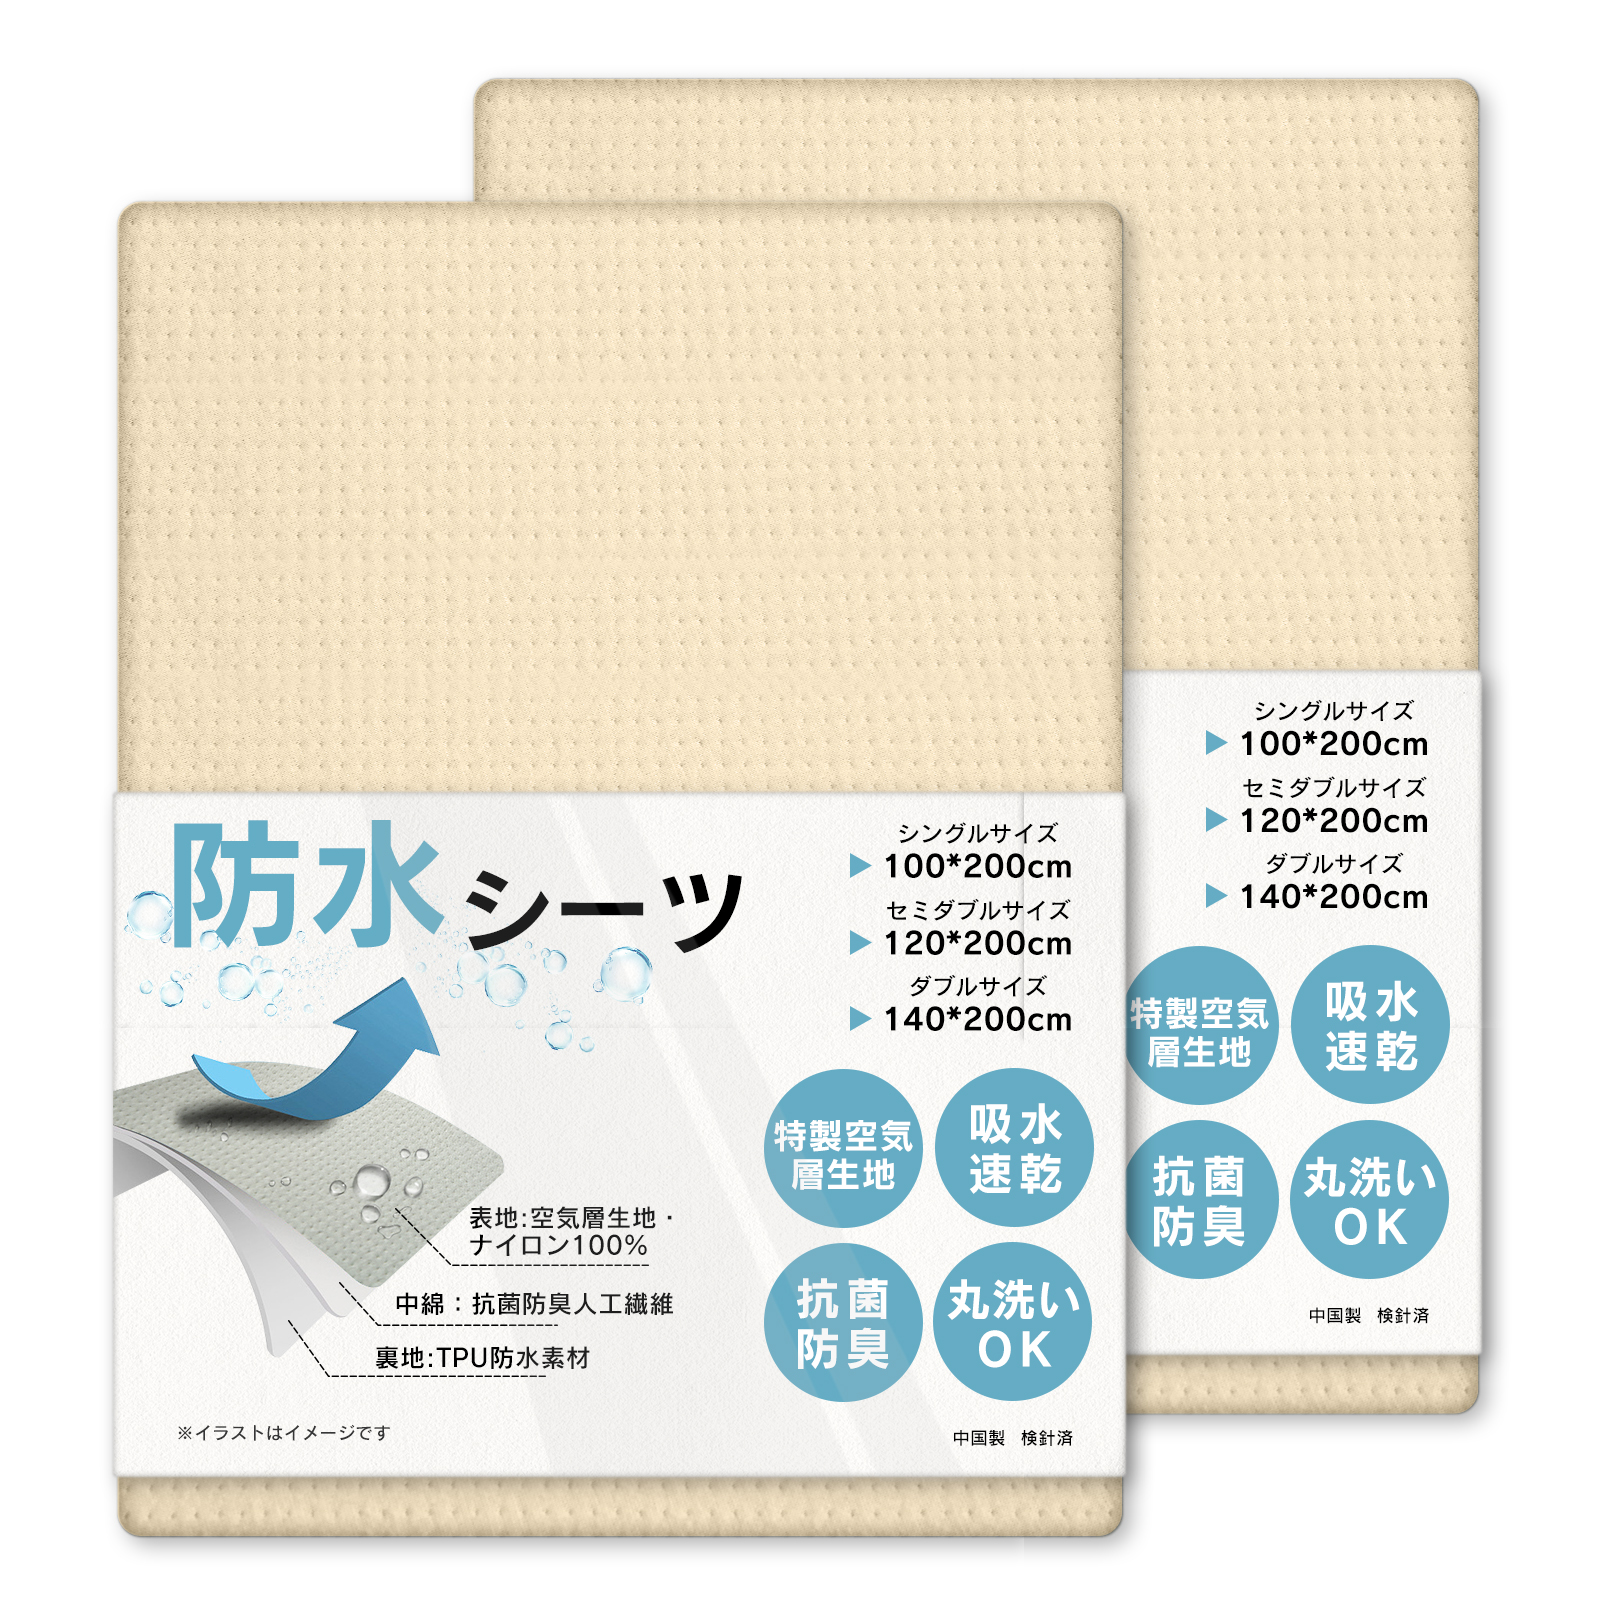 防水シーツ
シングルサイズ
100*200cm
セミダブルサイズ
120*200cm
ダブルサイズ
140*200cm
特製空気
層生地
吸水
速乾
抗菌
防臭
丸洗い
OK
表地:空気層生地・
ナイロン100%
中綿：抗菌防臭人工繊維
裏地:TPU防水素材
※イラストはイメージです
中国製 検針済
シングルサイズ
100*200cm
セミダブルサイズ
120*200cm
ダブルサイズ
140*200cm
特製空気
層生地
吸水
速乾
抗菌
防臭
丸洗い
OK
中国製 検針済